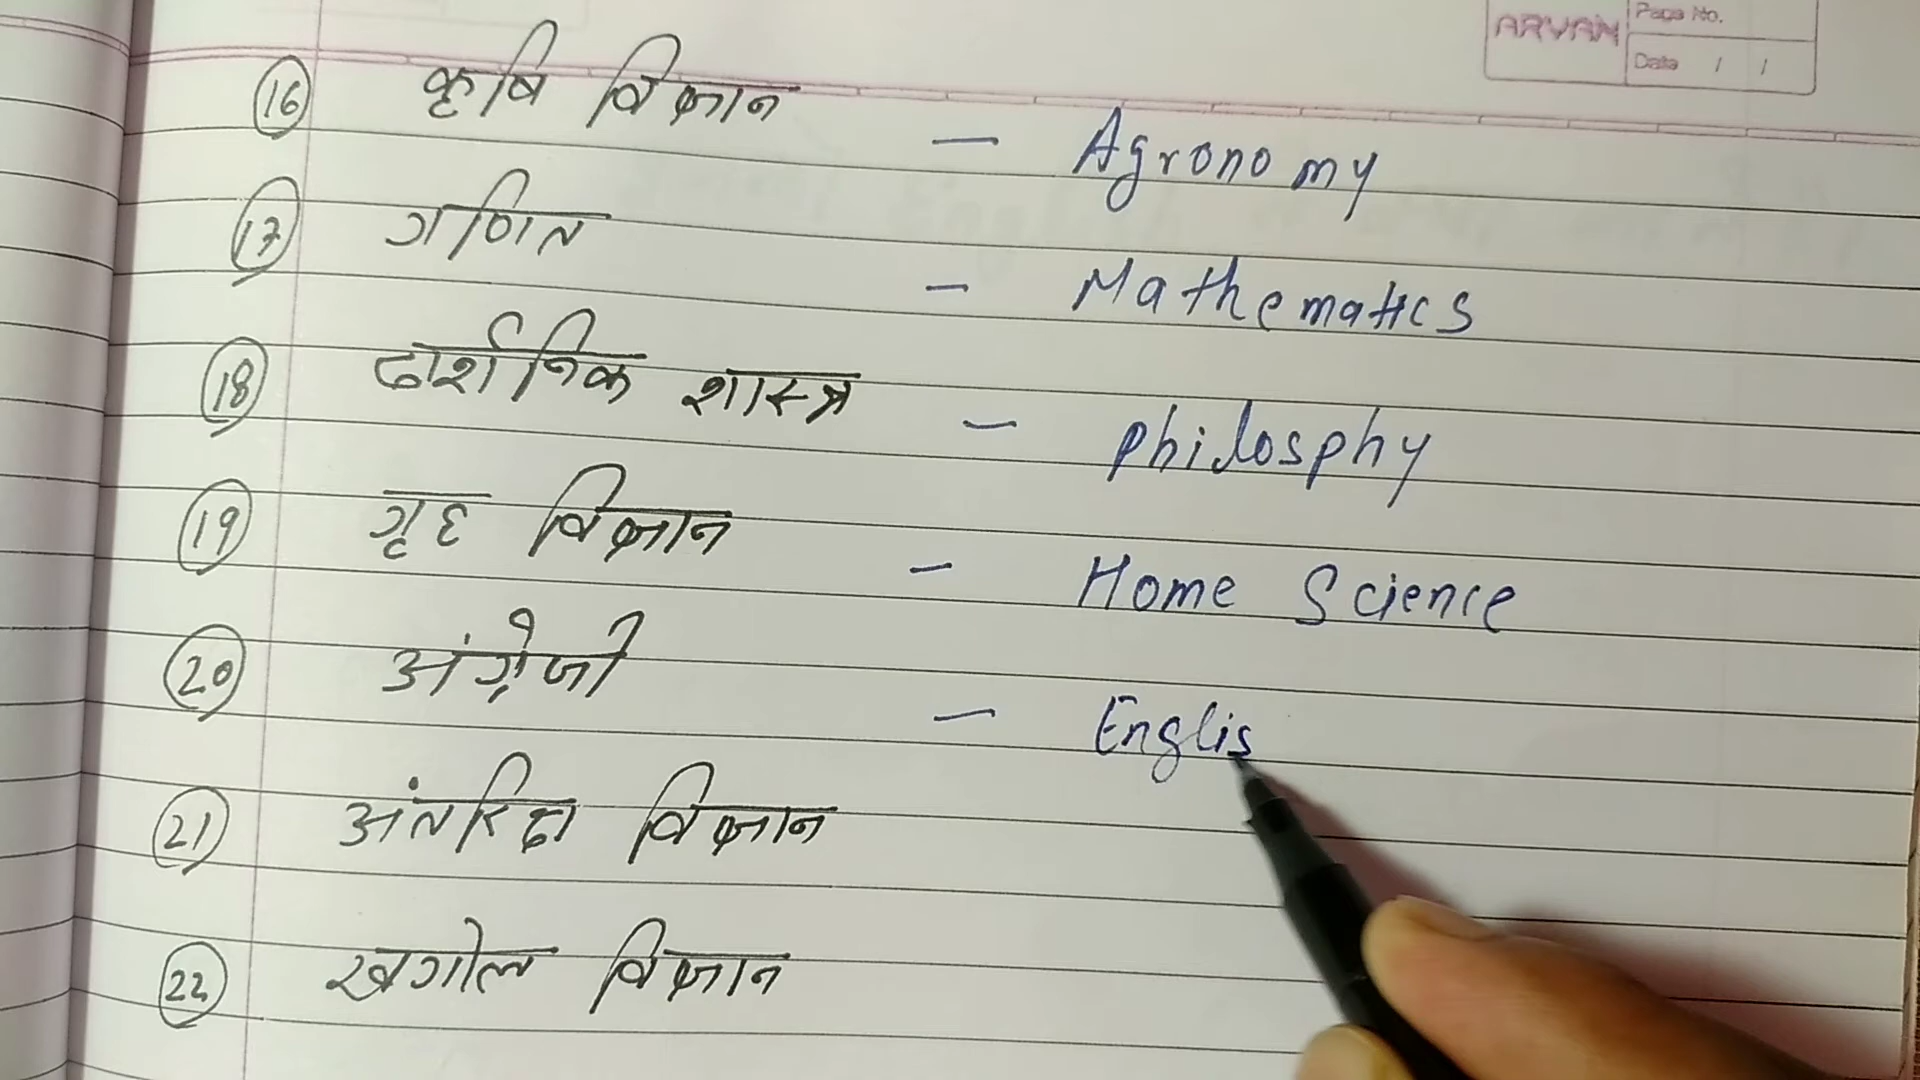 ARVAN
Page No.
Date / /
16 कृषि विज्ञान - Agronomy
17 गणित - Mathematics
18 दार्शनिक शास्त्र - philosphy
19 गृह विज्ञान - Home Science
20 अंग्रेजी - Englis
21 अंतरिक्ष विज्ञान
22 खगोल विज्ञान